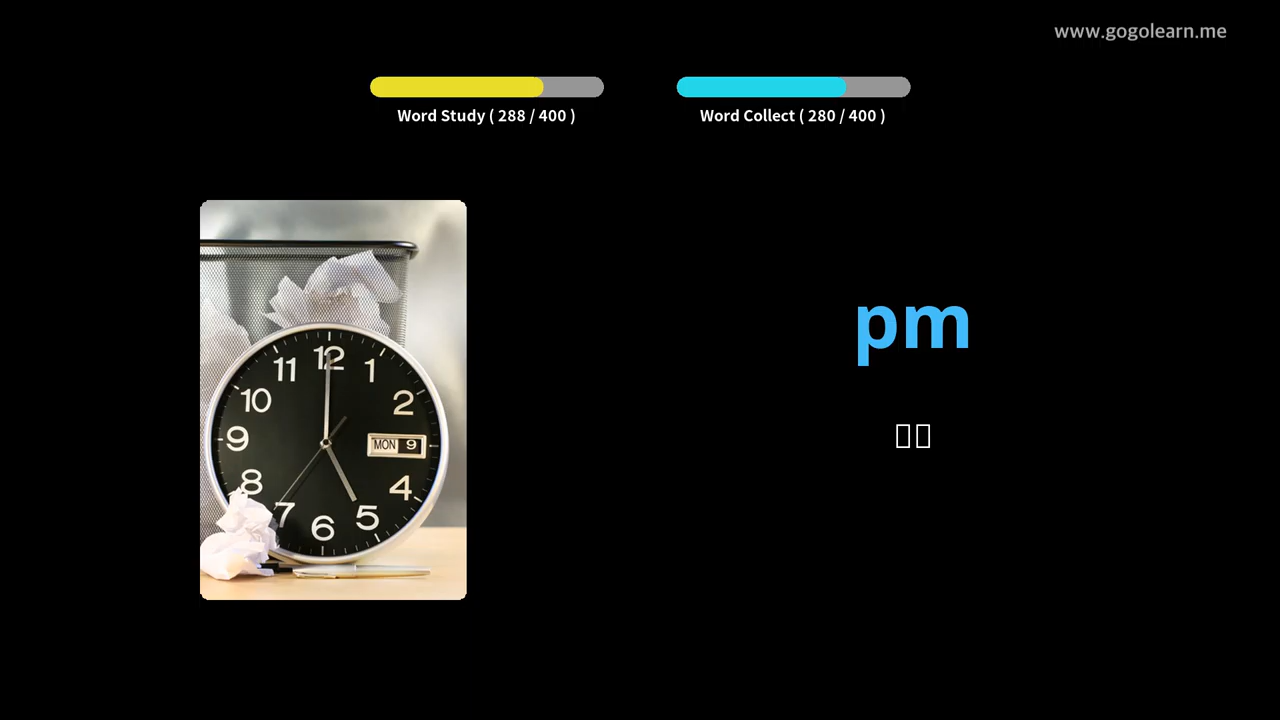 www.gogolearn.me
Word Study ( 288 / 400 )
Word Collect ( 280 / 400 )
pm
12
11
1
10
2
9
MON 9
8
4
7
5
6